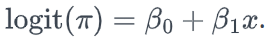 logit(π) = β₀ + β₁x.